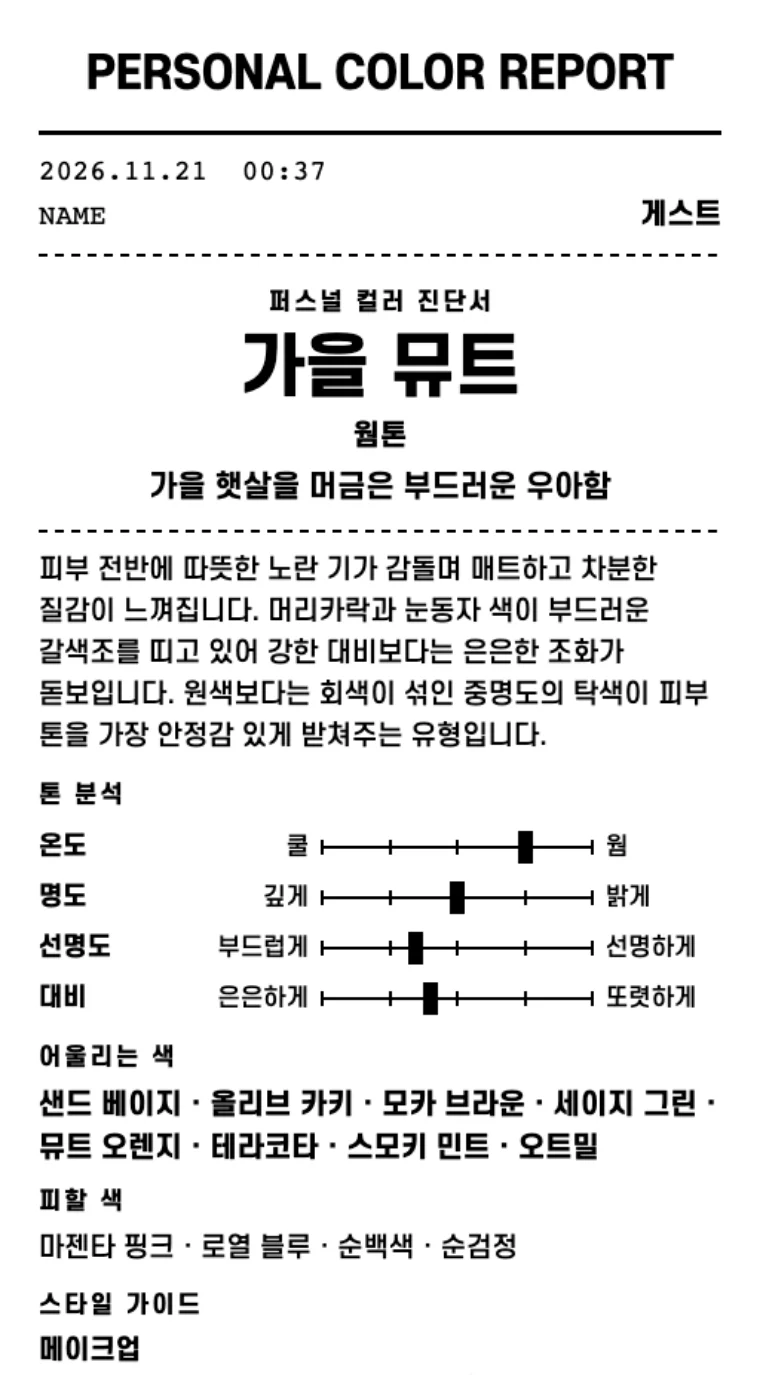 PERSONAL COLOR REPORT
2026.11.21 00:37
NAME 게스트
퍼스널 컬러 진단서
가을 뮤트
웜톤
가을 햇살을 머금은 부드러운 우아함
피부 전반에 따뜻한 노란 기가 감돌며 매트하고 차분한
질감이 느껴집니다. 머리카락과 눈동자 색이 부드러운
갈색조를 띠고 있어 강한 대비보다는 은은한 조화가
돋보입니다. 원색보다는 회색이 섞인 중명도의 탁색이 피부
톤을 가장 안정감 있게 받쳐주는 유형입니다.
톤 분석
온도 쿨 웜
명도 깊게 밝게
선명도 부드럽게 선명하게
대비 은은하게 또렷하게
어울리는 색
샌드 베이지 · 올리브 카키 · 모카 브라운 · 세이지 그린 ·
뮤트 오렌지 · 테라코타 · 스모키 민트 · 오트밀
피할 색
마젠타 핑크 · 로열 블루 · 순백색 · 순검정
스타일 가이드
메이크업